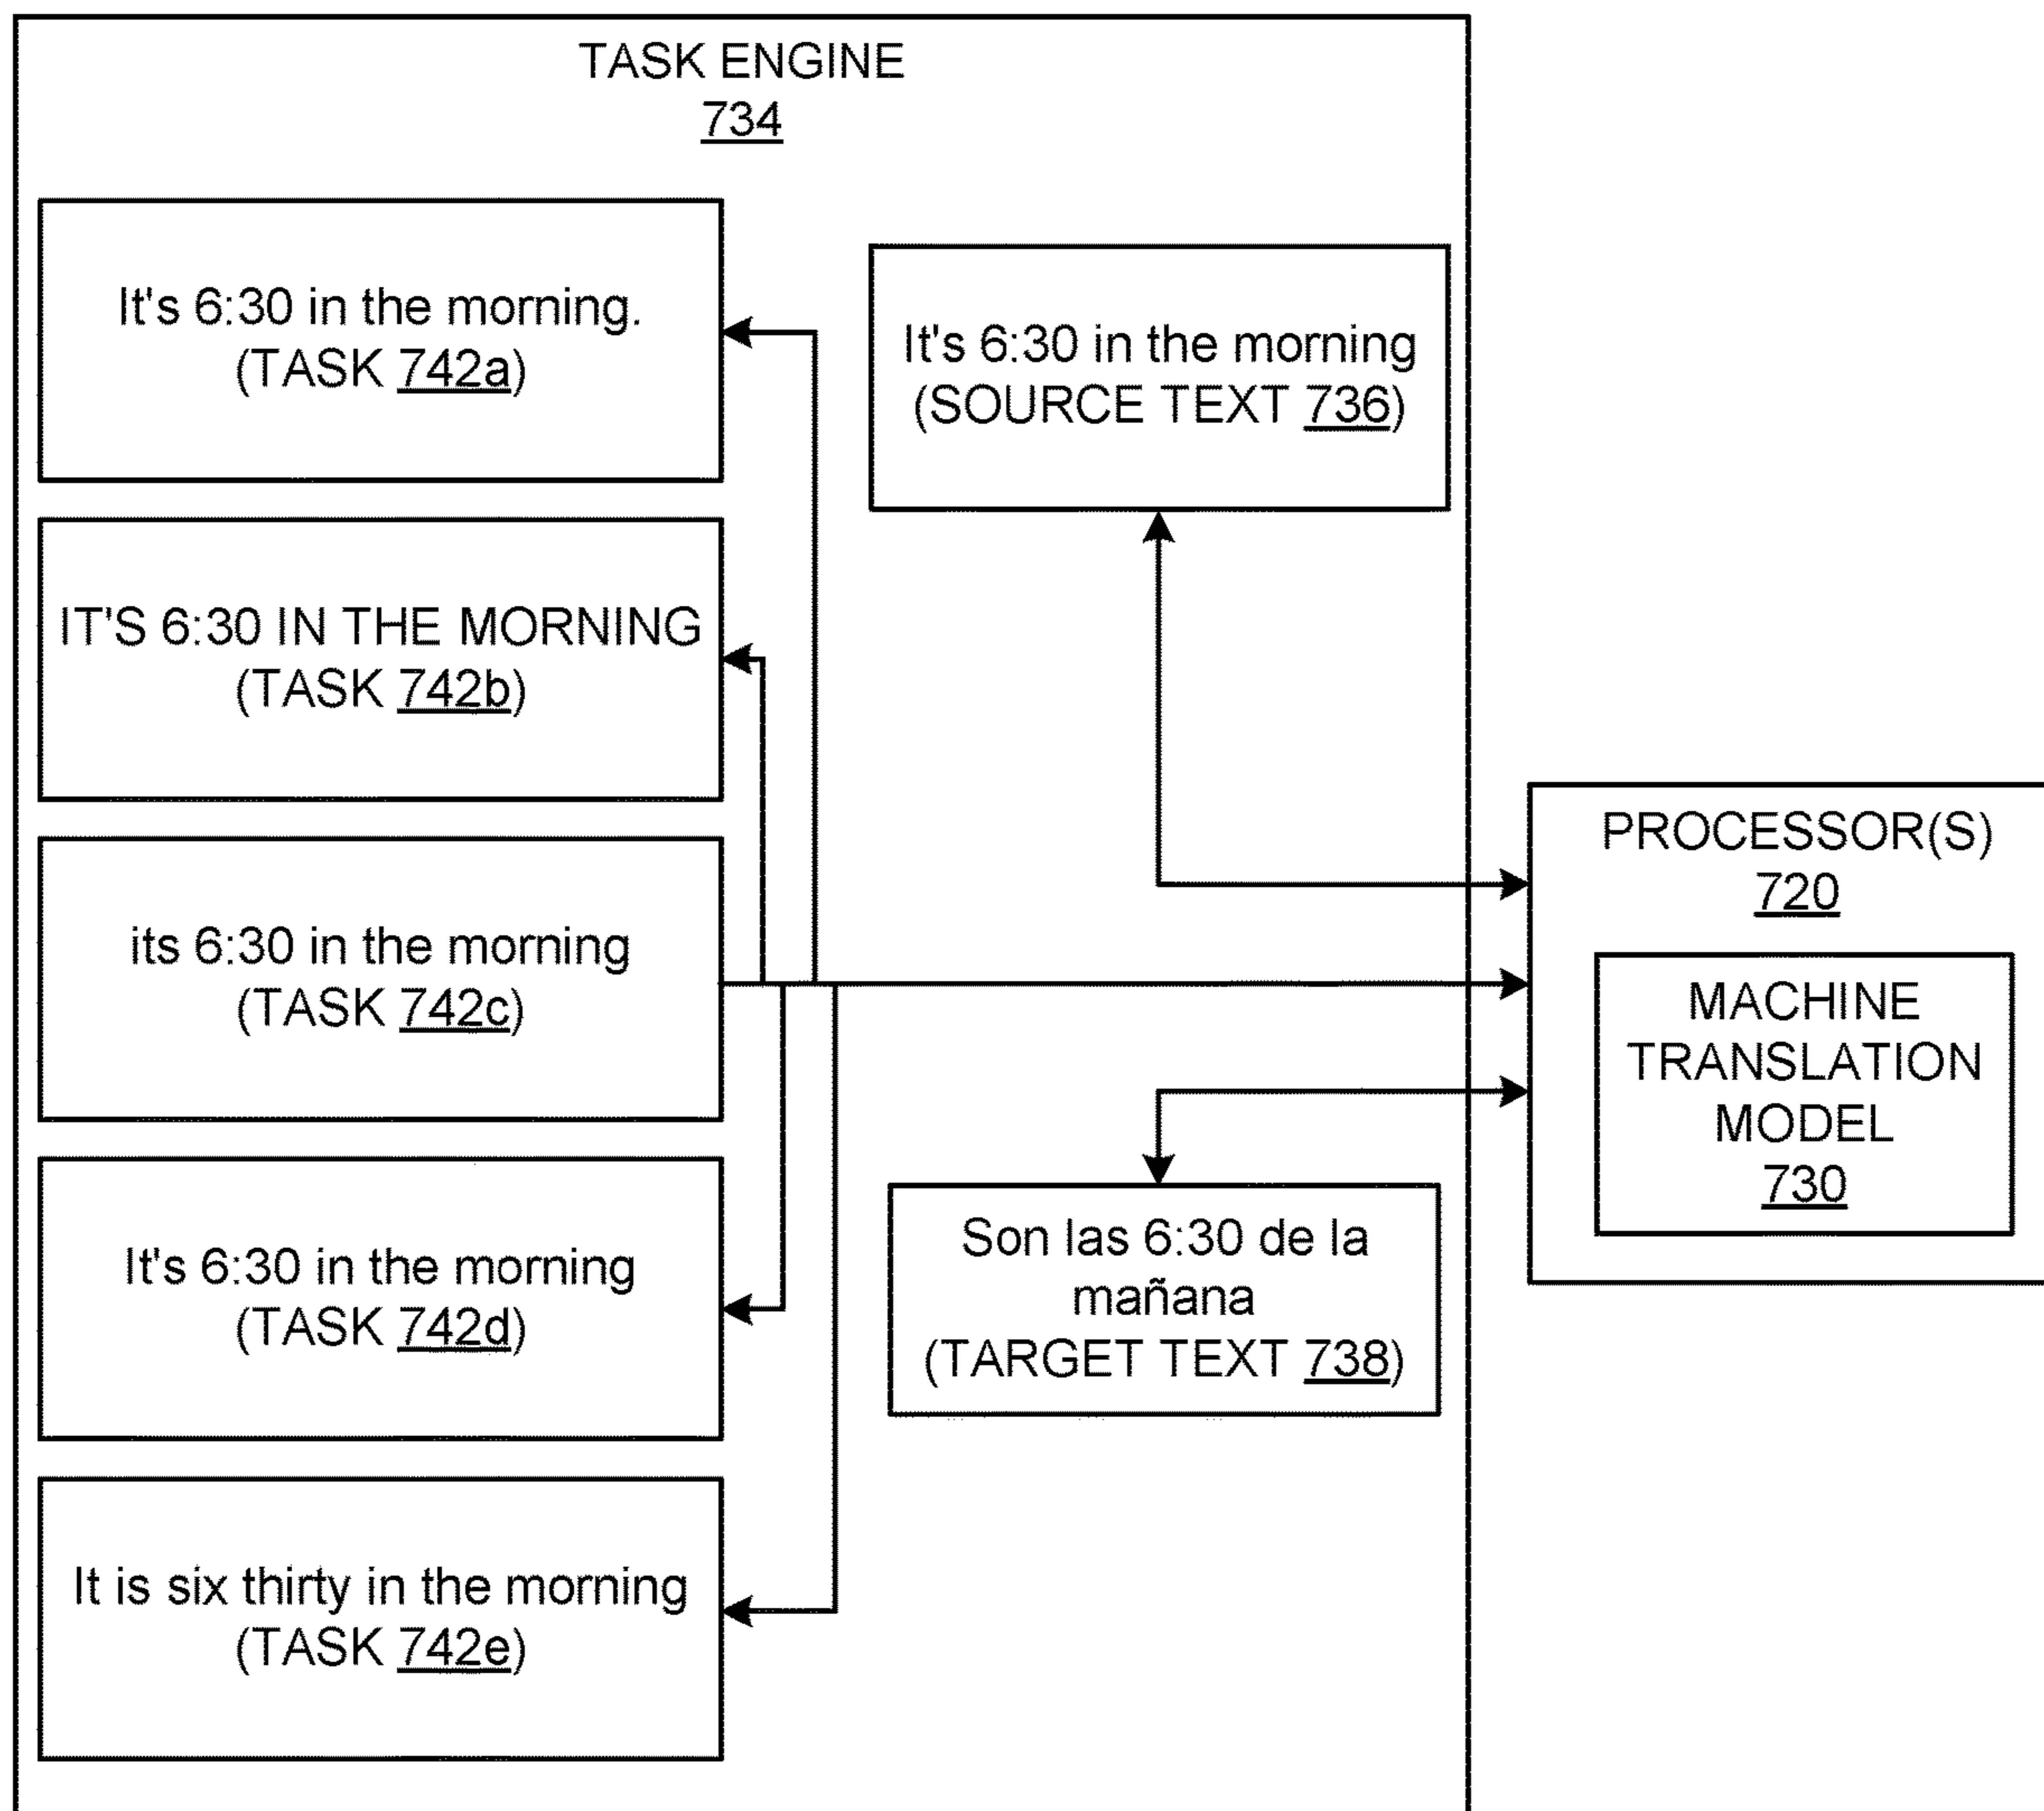 TASK ENGINE
734
It's 6:30 in the morning.
(TASK 742a)
IT'S 6:30 IN THE MORNING
(TASK 742b)
its 6:30 in the morning
(TASK 742c)
It's 6:30 in the morning
(TASK 742d)
It is six thirty in the morning
(TASK 742e)
It's 6:30 in the morning
(SOURCE TEXT 736)
Son las 6:30 de la
mañana
(TARGET TEXT 738)
PROCESSOR(S)
720
MACHINE
TRANSLATION
MODEL
730